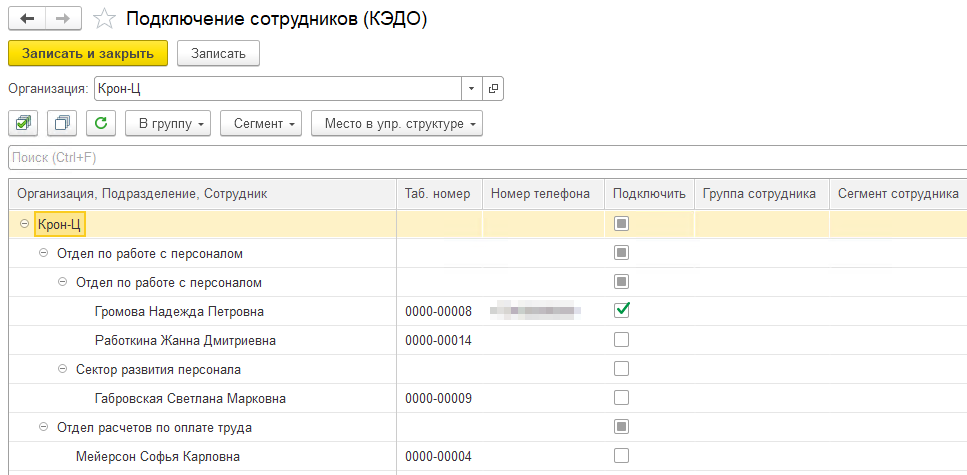 Подключение сотрудников (КЭДО)
Записать и закрыть Записать
Организация: Крон-Ц
В группу Сегмент Место в упр. структуре
Поиск (Ctrl+F)
Организация, Подразделение, Сотрудник Таб. номер Номер телефона Подключить Группа сотрудника Сегмент сотрудника
Крон-Ц
Отдел по работе с персоналом
Отдел по работе с персоналом
Громова Надежда Петровна 0000-00008
Работкина Жанна Дмитриевна 0000-00014
Сектор развития персонала
Габровская Светлана Марковна 0000-00009
Отдел расчетов по оплате труда
Мейерсон Софья Карловна 0000-00004